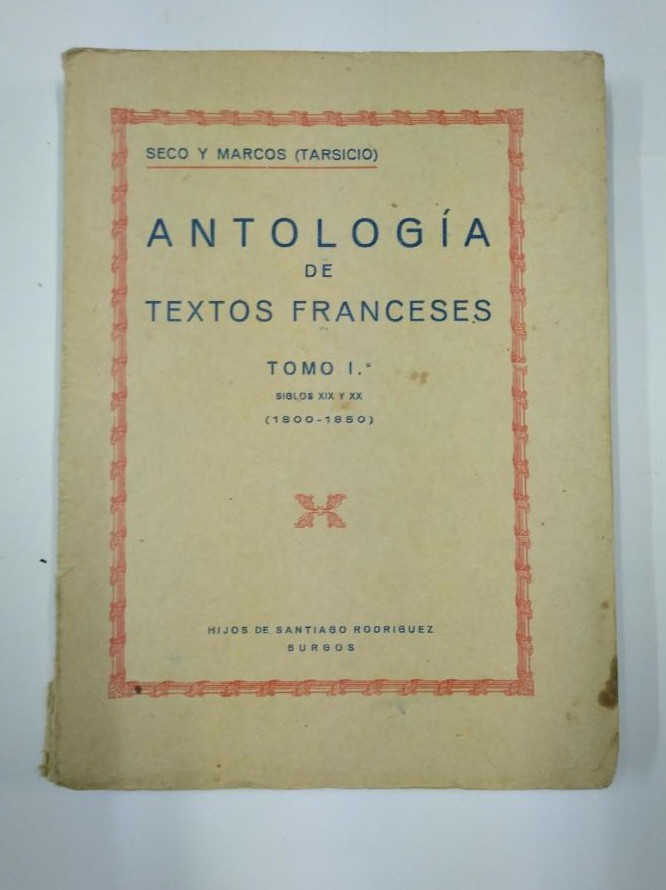 SECO Y MARCOS (TARSICIO)
ANTOLOGÍA
DE
TEXTOS FRANCESES
TOMO I.º
SIGLOS XIX Y XX
(1800-1850)
HIJOS DE SANTIAGO RODRIGUEZ
BURGOS